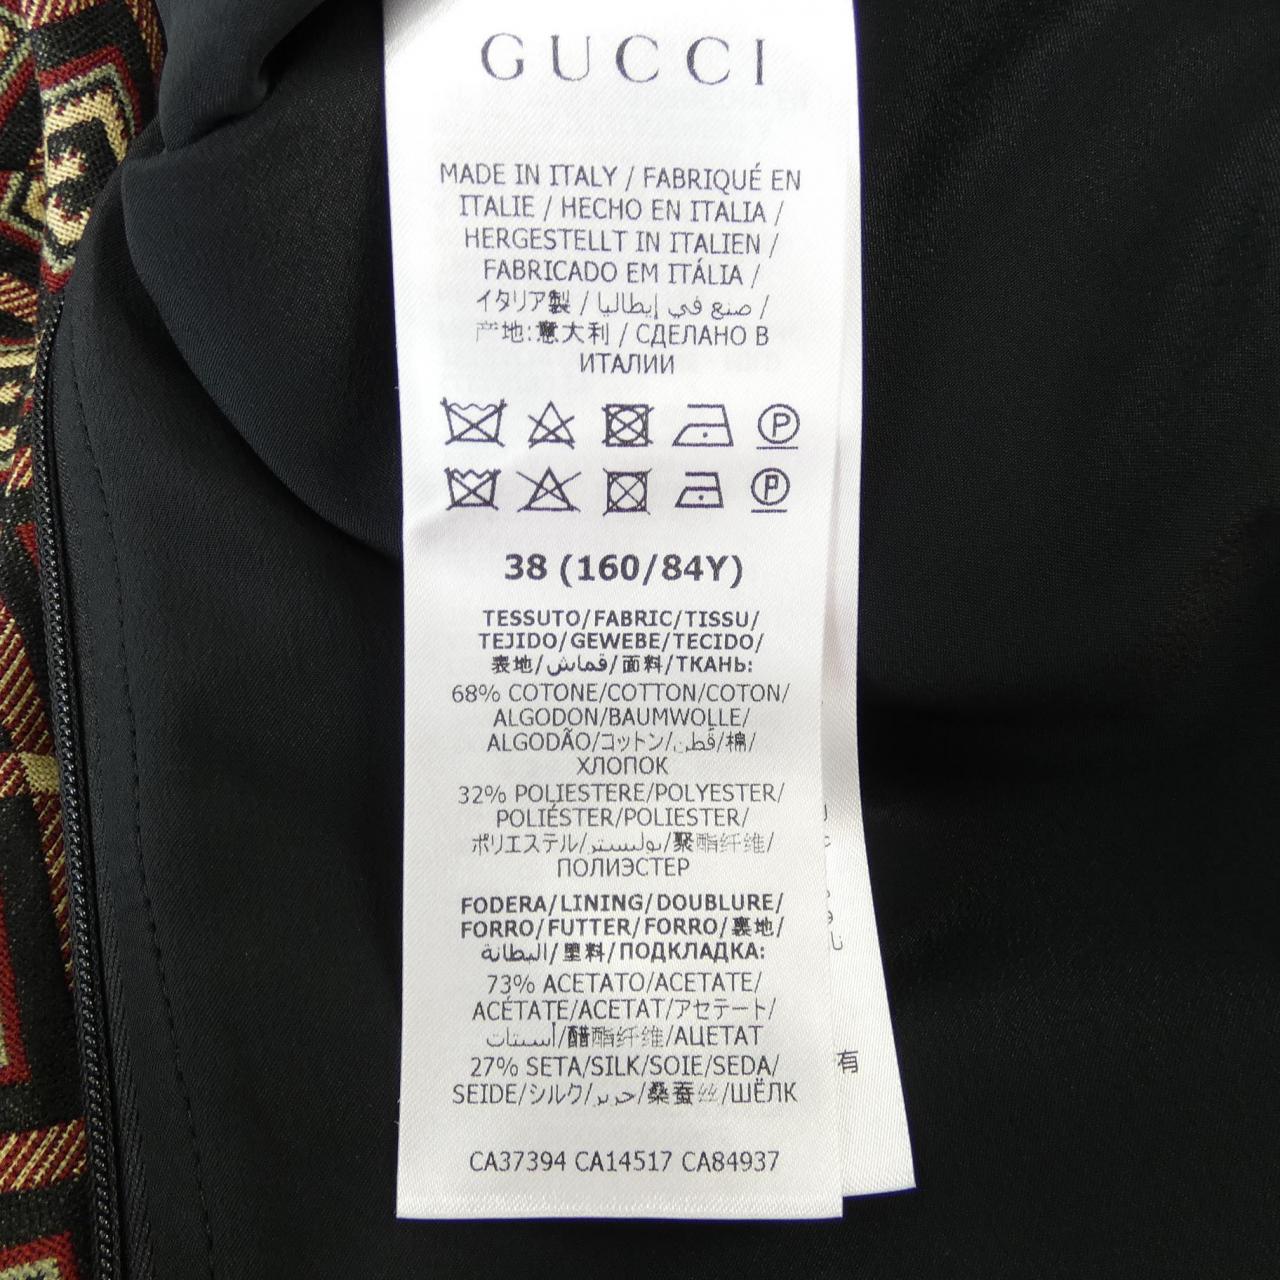 GUCCI
MADE IN ITALY / FABRIQUÉ EN
ITALIE / HECHO EN ITALIA /
HERGESTELLT IN ITALIEN /
FABRICADO EM ITÁLIA /
イタリア製 / صنع في إيطاليا /
产地:意大利 / СДЕЛАНО В
ИТАЛИИ
P
P
38 (160/84Y)
TESSUTO/FABRIC/TISSU/
TEJIDO/GEWEBE/TECIDO/
表地/قماش/面料/ТКАНЬ:
68% COTONE/COTTON/COTON/
ALGODON/BAUMWOLLE/
ALGODÃO/コットン/قطن/棉/
ХЛОПОК
32% POLIESTERE/POLYESTER/
POLIÉSTER/POLIESTER/
ポリエステル/بوليستر/聚酯纤维/
ПОЛИЭСТЕР
FODERA/LINING/DOUBLURE/
FORRO/FUTTER/FORRO/裏地/
البطانة/里料/ПОДКЛАДКА:
73% ACETATO/ACETATE/
ACÉTATE/ACETAT/アセテート/
أسيتات/醋酯纤维/АЦЕТАТ
27% SETA/SILK/SOIE/SEDA/
SEIDE/シルク/حرير/桑蚕丝/ШЁЛК
CA37394 CA14517 CA84937
有